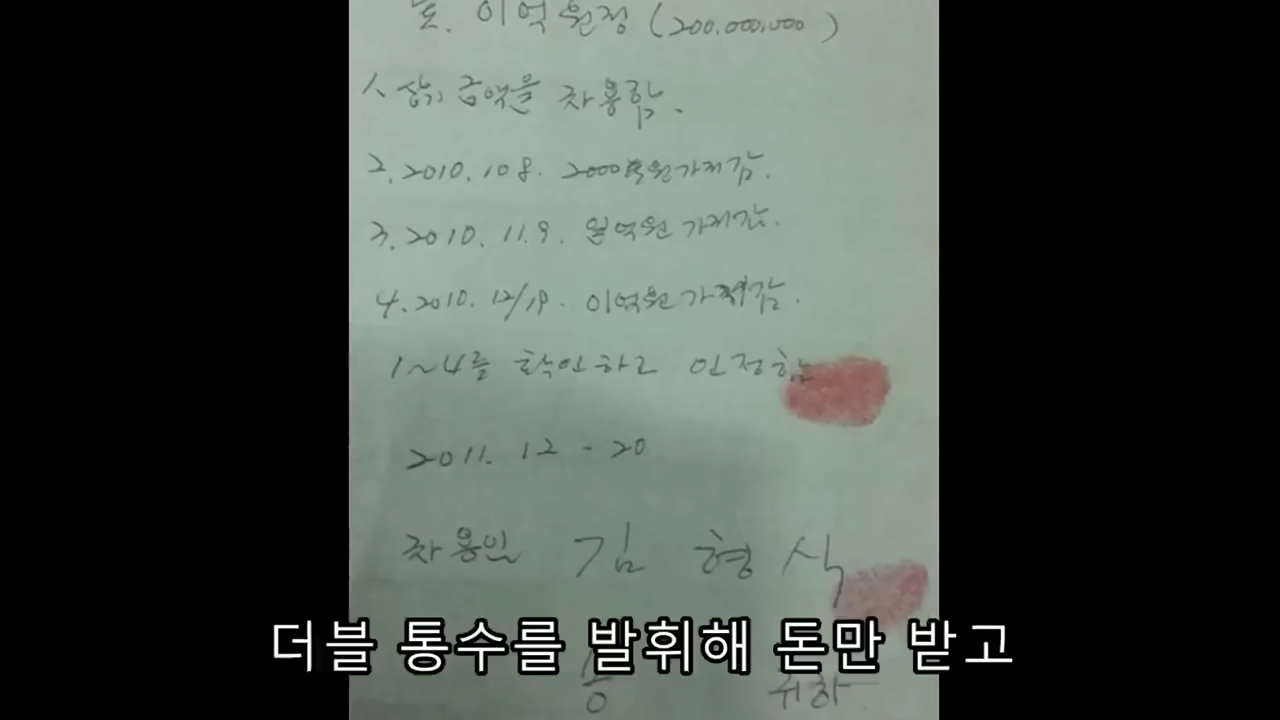 돈. 이억원정 (200.000.000)
1. 상기 금액을 차용함.
2. 2010. 10 8. 2000만원가져감.
3. 2010. 11. 9. 일억원 가져감.
4. 2010. 12/19. 이억원 가져감.
1~4를 확인하고 인정함
2011. 12 - 20
차용인 김 형 식
더블 통수를 발휘해 돈만 받고
귀하